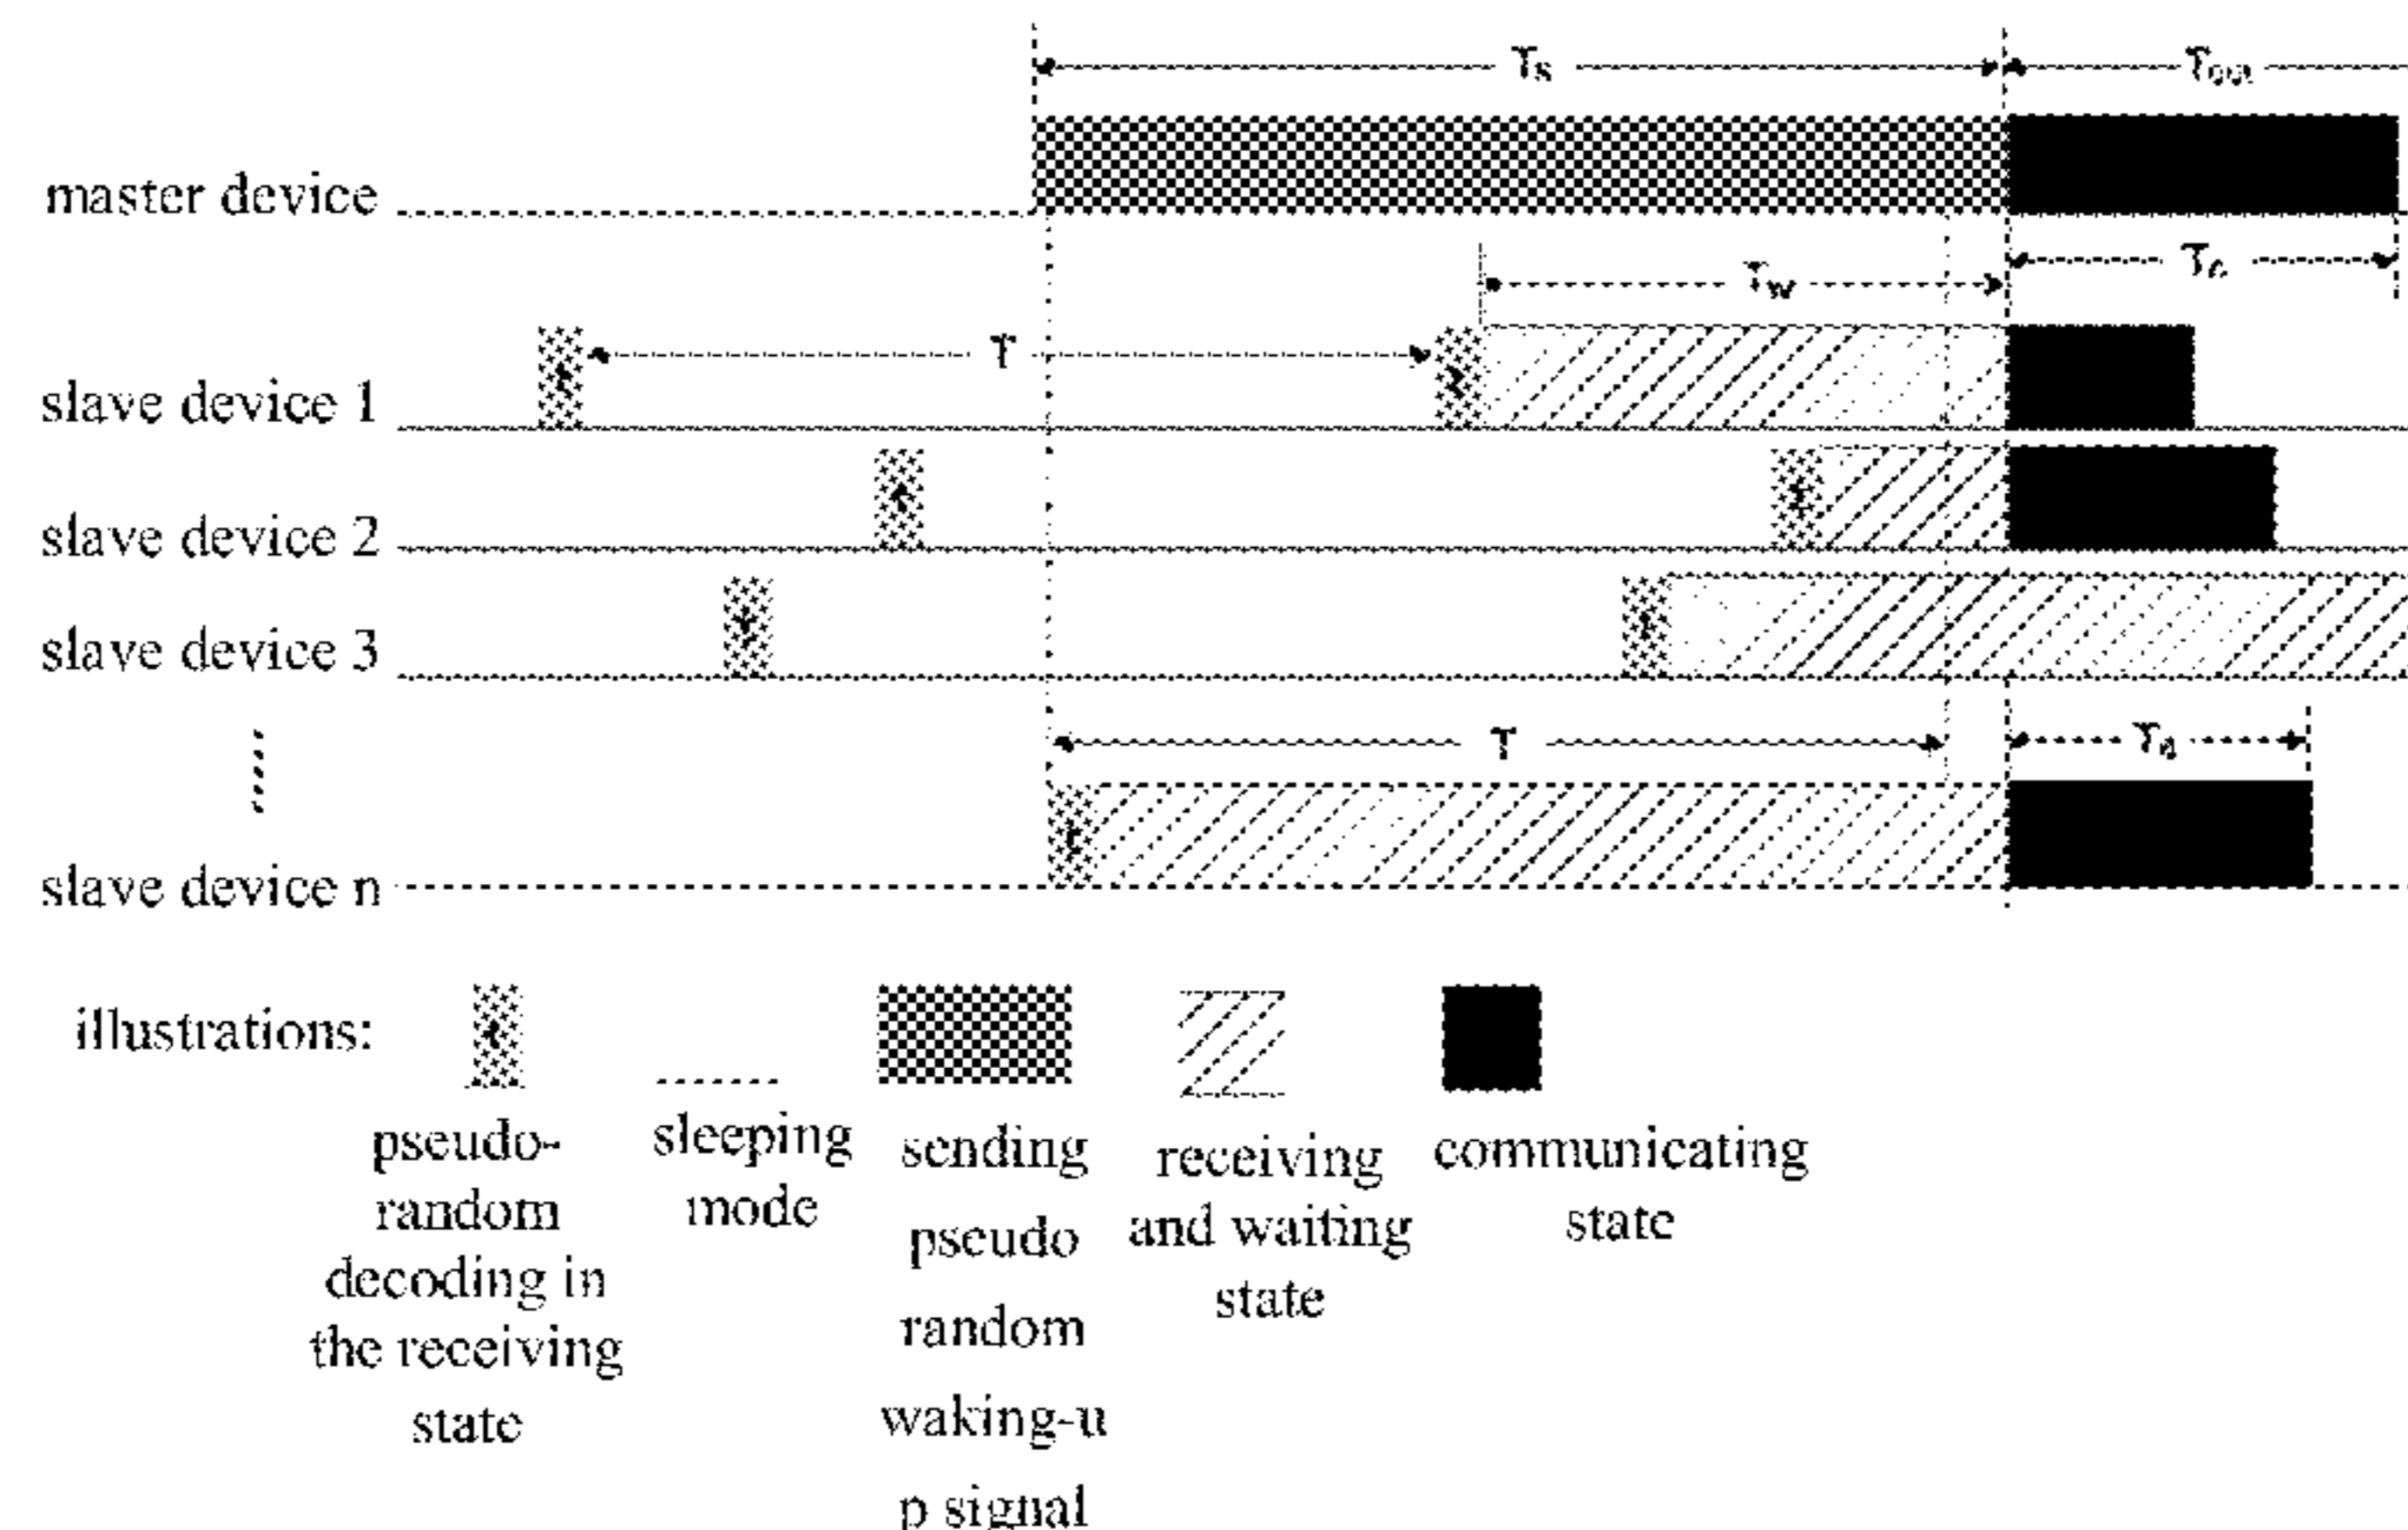 Ts
master device
Tc
Tw
T
slave device 1
slave device 2
slave device 3
T
slave device n
illustrations:
pseudo-
random
decoding in
the receiving
state
sleeping
mode
sending
pseudo
random
waking-u
p signal
receiving
and waiting
state
communicating
state